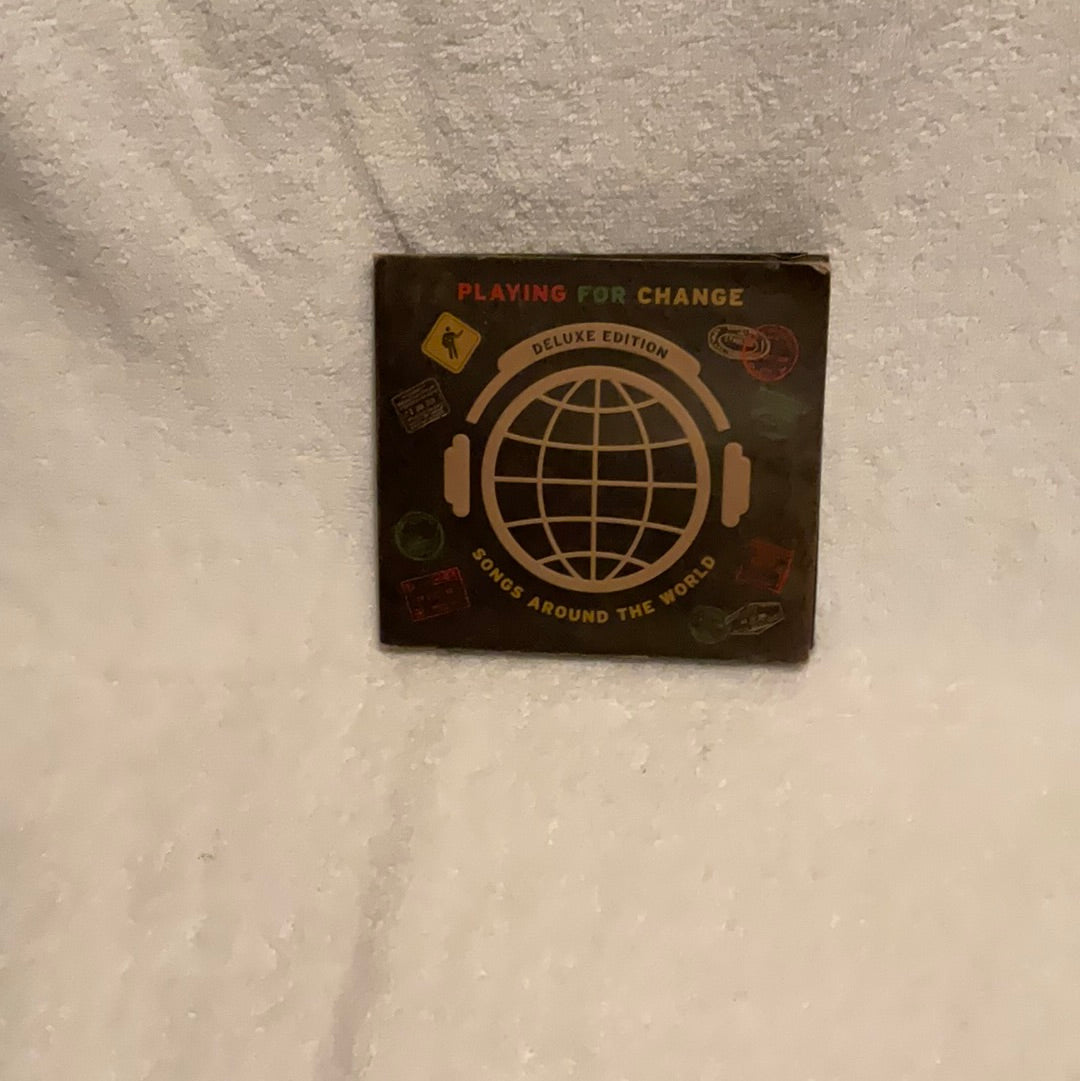 PLAYING FOR CHANGE
DELUXE EDITION
SONGS AROUND THE WORLD